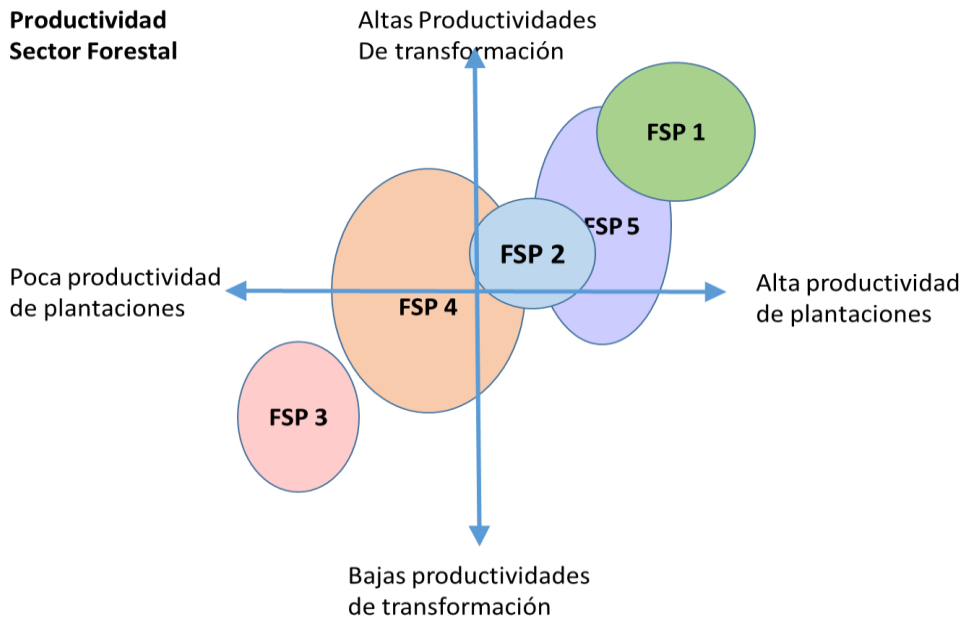 Productividad
Sector Forestal
Altas Productividades
De transformación
FSP 1
FSP 5
FSP 2
Poca productividad
de plantaciones
FSP 4
Alta productividad
de plantaciones
FSP 3
Bajas productividades
de transformación